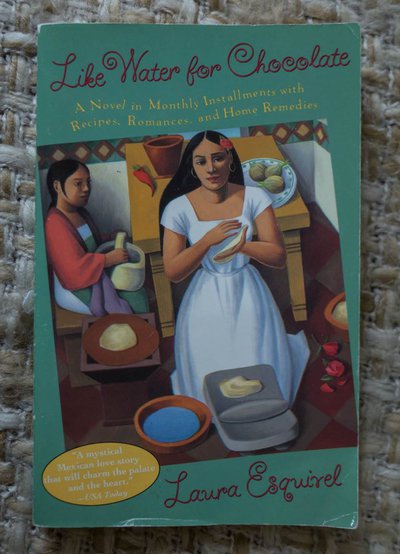 Like Water for Chocolate
A Novel in Monthly Installments with
Recipes, Romances, and Home Remedies
"A mystical
Mexican love story
that will charm the palate
and the heart."
—USA Today
Laura Esquivel